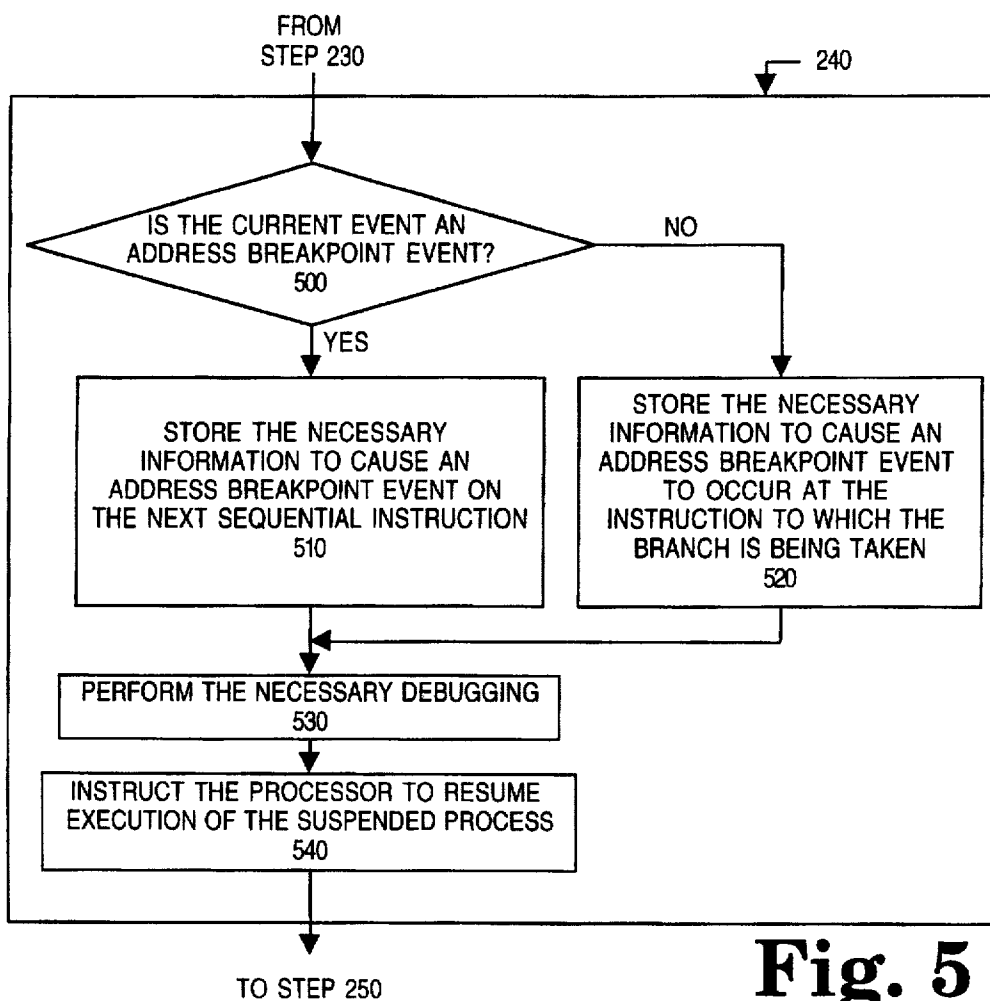 FROM
STEP 230
240
IS THE CURRENT EVENT AN
ADDRESS BREAKPOINT EVENT?
500
NO
YES
STORE THE NECESSARY
INFORMATION TO CAUSE AN
ADDRESS BREAKPOINT EVENT ON
THE NEXT SEQUENTIAL INSTRUCTION
510
STORE THE NECESSARY
INFORMATION TO CAUSE AN
ADDRESS BREAKPOINT EVENT
TO OCCUR AT THE
INSTRUCTION TO WHICH THE
BRANCH IS BEING TAKEN
520
PERFORM THE NECESSARY DEBUGGING
530
INSTRUCT THE PROCESSOR TO RESUME
EXECUTION OF THE SUSPENDED PROCESS
540
TO STEP 250
Fig. 5